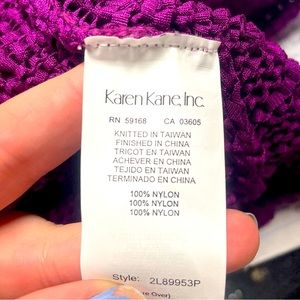 Karen Kane, Inc.
RN 59168 CA 03605
KNITTED IN TAIWAN
FINISHED IN CHINA
TRICOT EN TAIWAN
ACHEVER EN CHINA
TEJIDO EN TAIWAN
TERMINADO EN CHINA
100% NYLON
100% NYLON
100% NYLON
Style: 2L89953P
Over)